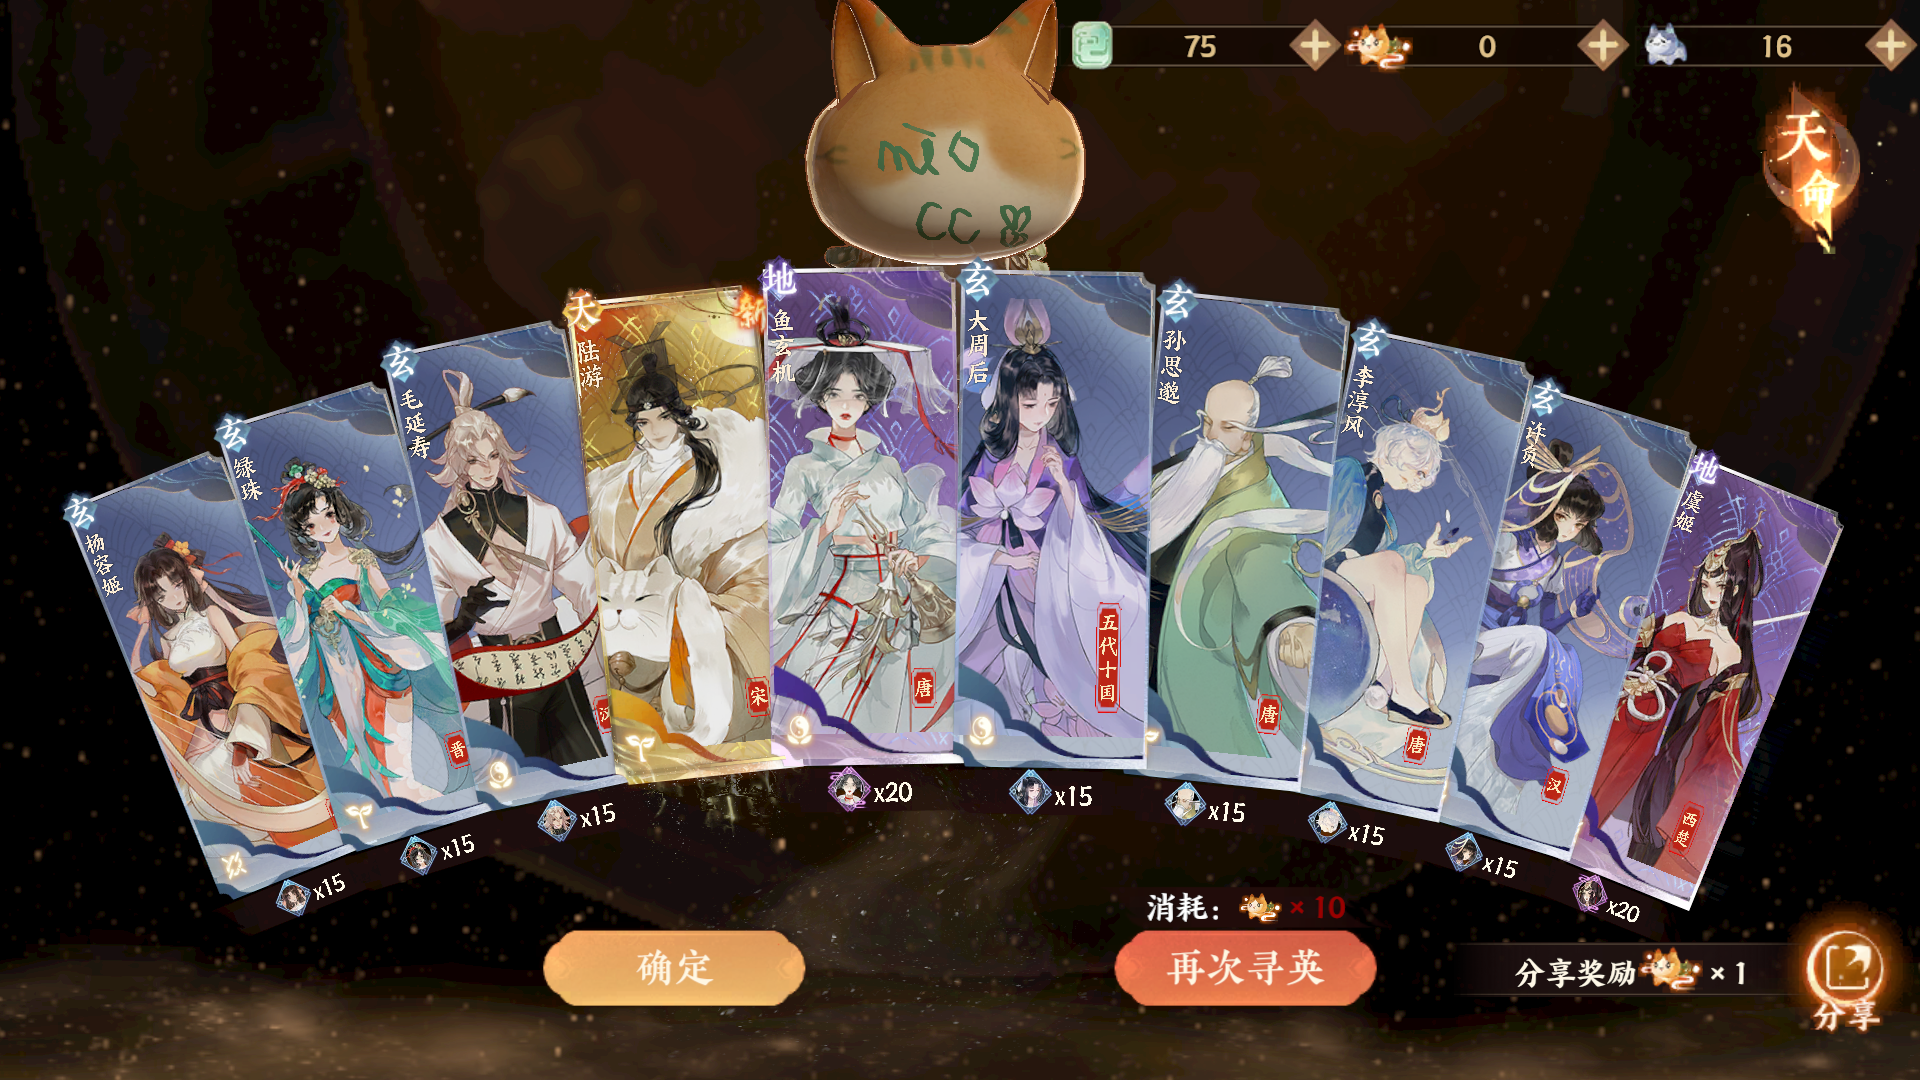 75
0
16
天命
mīo
CC
玄
杨容姬
x15
玄
绿珠
晋
x15
玄
毛延寿
汉
x15
天
新
陆游
宋
地
鱼玄机
唐
x20
玄
大周后
五代十国
x15
玄
孙思邈
唐
x15
玄
李淳风
唐
x15
玄
许负
汉
x15
地
虞姬
西楚
x20
确定
消耗: × 10
再次寻英
分享奖励 × 1
分享